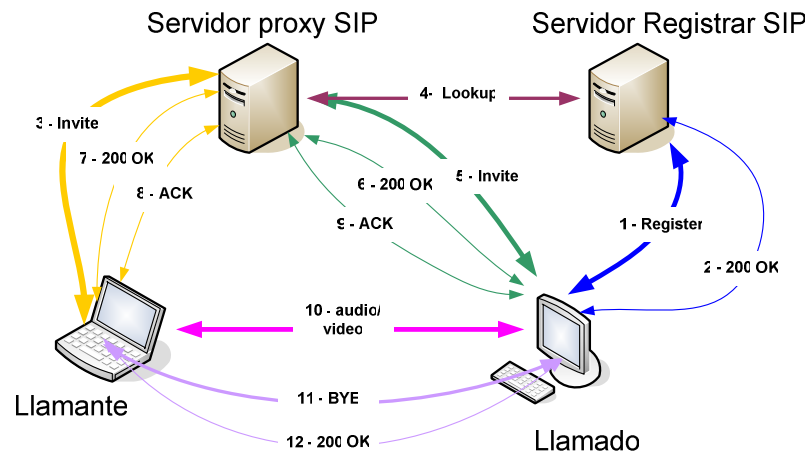 Servidor proxy SIP
Servidor Registrar SIP
4- Lookup
3 - Invite
7 - 200 OK
8 - ACK
5 - Invite
6 - 200 OK
9 - ACK
1 - Register
2 - 200 OK
10 - audio/
video
11 - BYE
12 - 200 OK
Llamante
Llamado